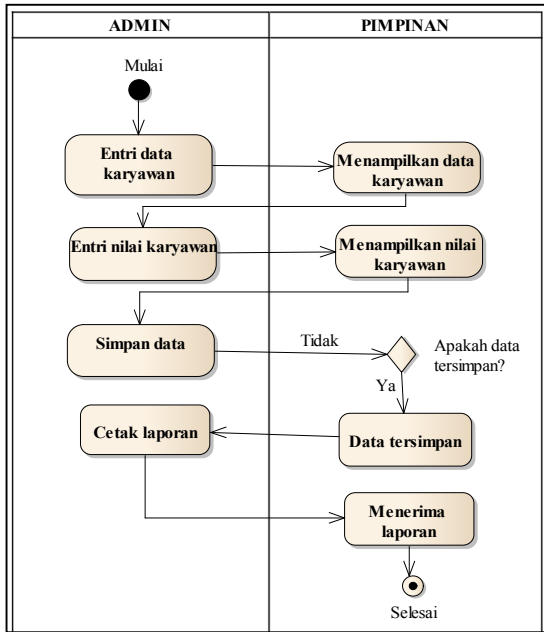 ADMIN
PIMPINAN
Mulai
Entri data
karyawan
Menampilkan data
karyawan
Entri nilai karyawan
Menampilkan nilai
karyawan
Simpan data
Tidak
Apakah data
tersimpan?
Ya
Cetak laporan
Data tersimpan
Menerima
laporan
Selesai